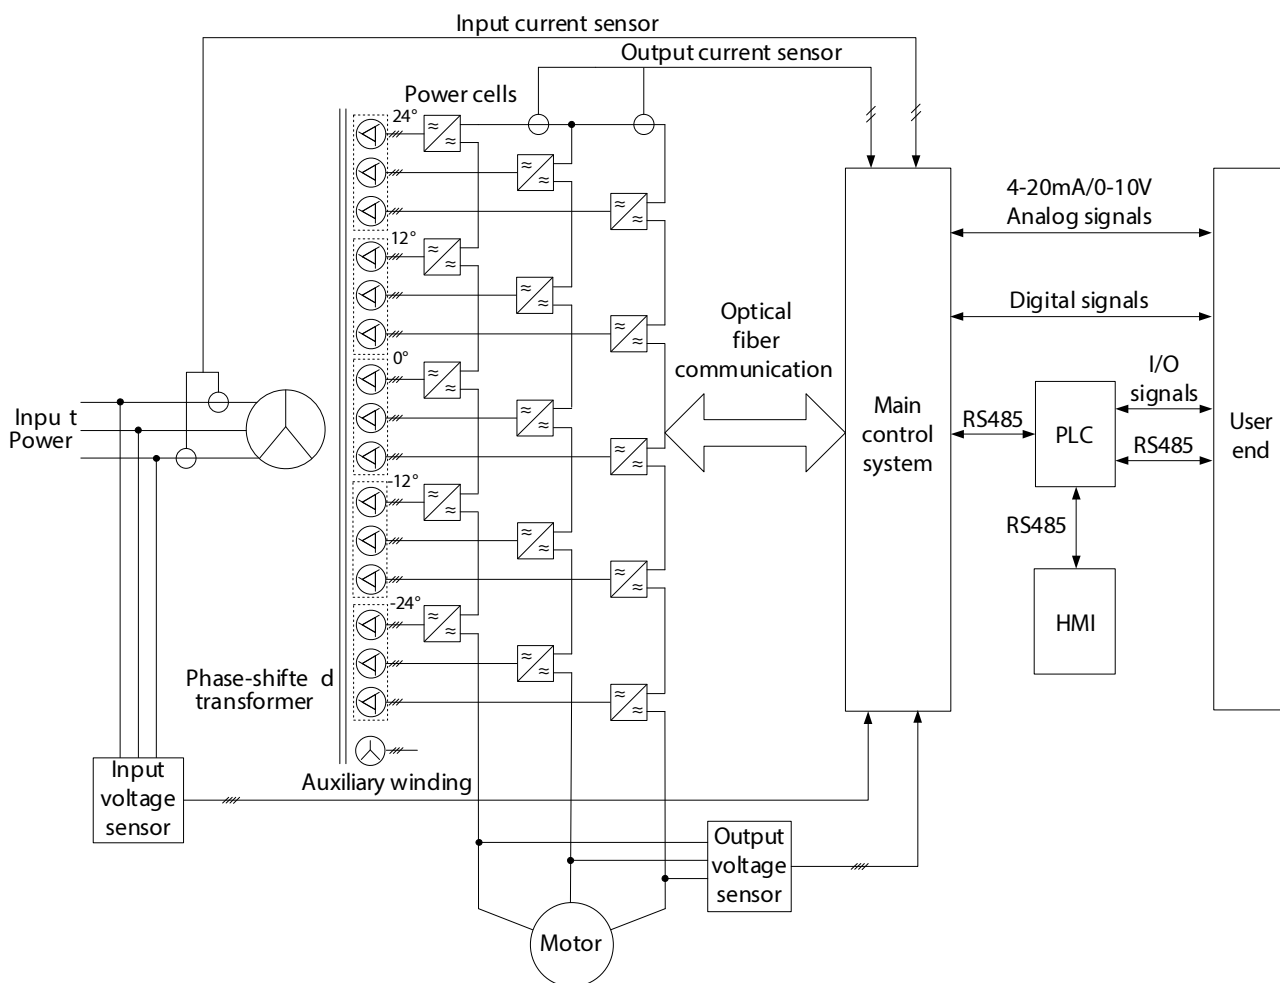 Input current sensor
Output current sensor
Power cells
24°
12°
0°
-12°
-24°
Inpu t
Power
Phase-shifte d
transformer
Auxiliary winding
Input
voltage
sensor
Output
voltage
sensor
Motor
Optical
fiber
communication
Main
control
system
4-20mA/0-10V
Analog signals
Digital signals
I/O
signals
RS485
PLC
RS485
RS485
HMI
User
end